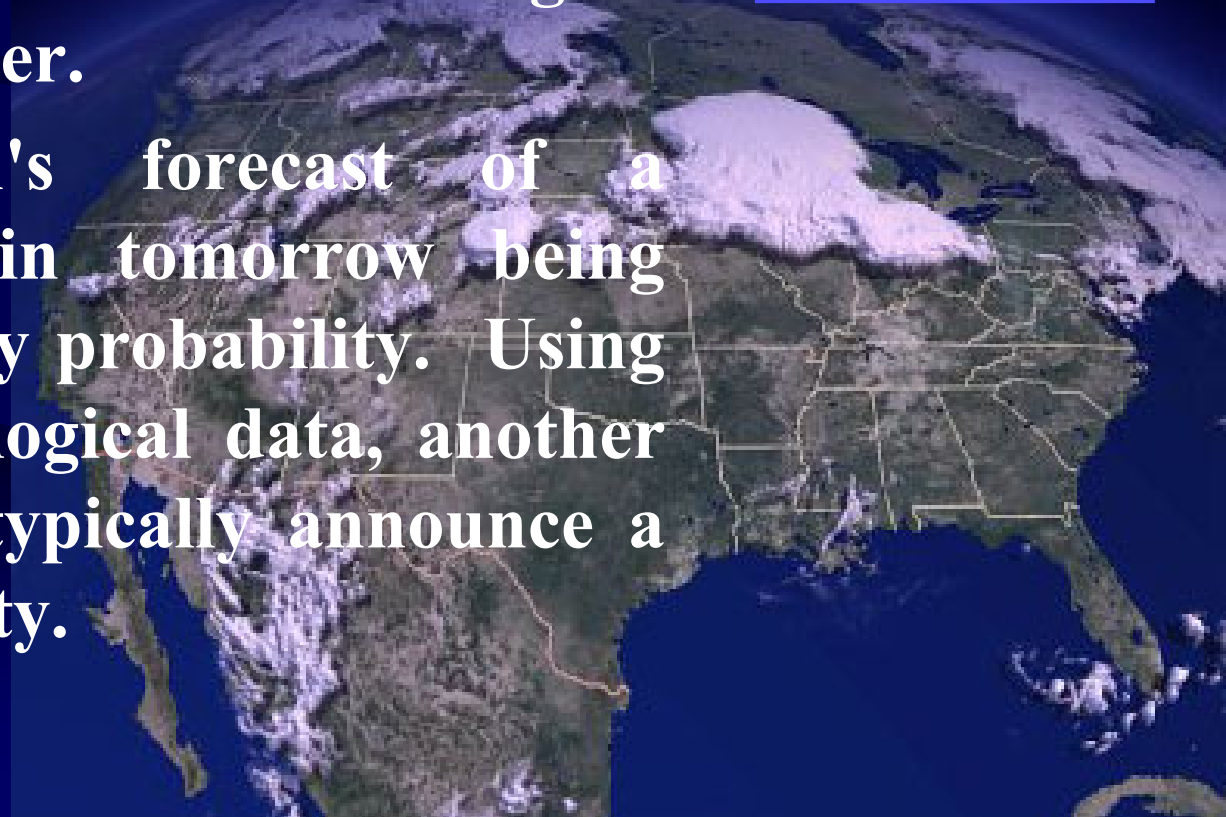 er.
's forecast of a
in tomorrow being
y probability. Using
logical data, another
typically announce a
ty.